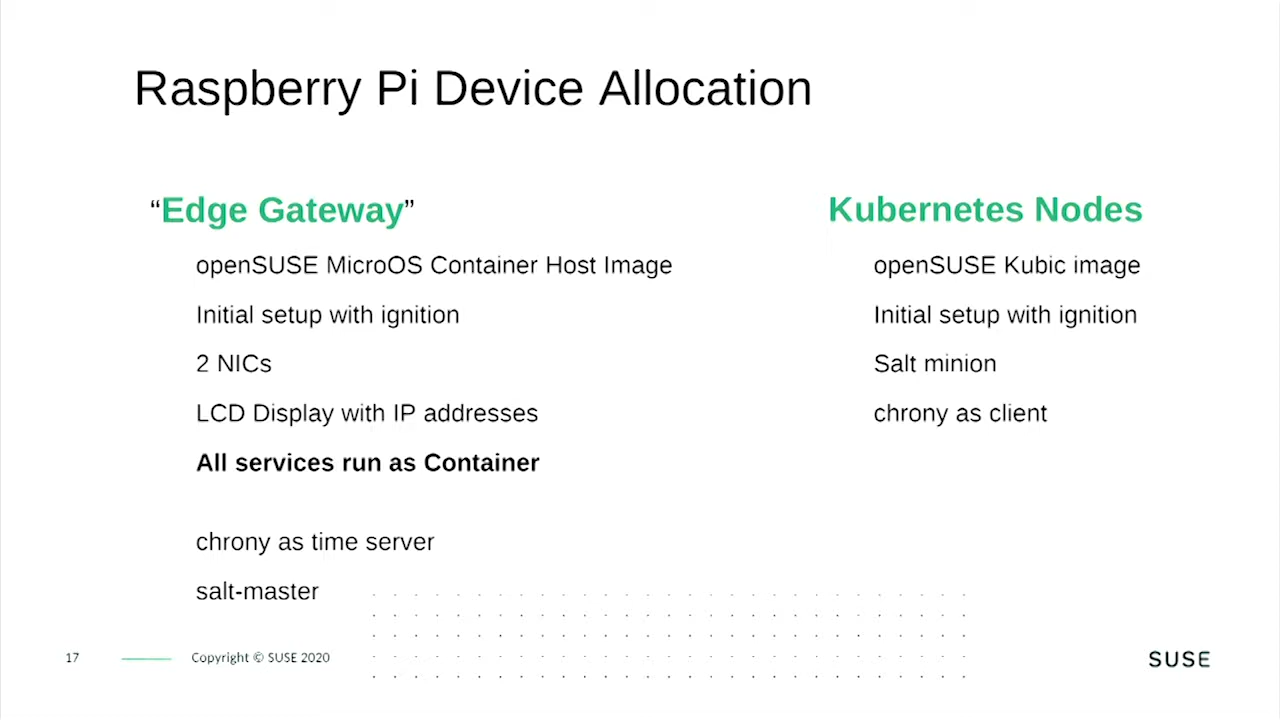 Raspberry Pi Device Allocation
“Edge Gateway”
openSUSE MicroOS Container Host Image
Initial setup with ignition
2 NICs
LCD Display with IP addresses
All services run as Container
chrony as time server
salt-master
Kubernetes Nodes
openSUSE Kubic image
Initial setup with ignition
Salt minion
chrony as client
17
Copyright © SUSE 2020
SUSE